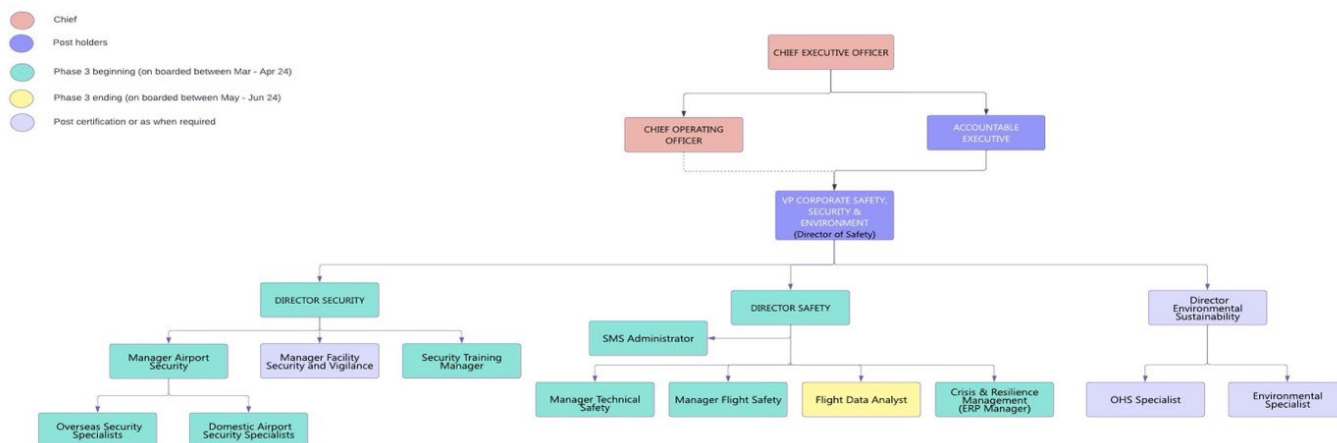 Chief
Post holders
Phase 3 beginning (on boarded between Mar - Apr 24)
Phase 3 ending (on boarded between May - Jun 24)
Post certification or as when required
CHIEF EXECUTIVE OFFICER
CHIEF OPERATING
OFFICER
ACCOUNTABLE
EXECUTIVE
VP CORPORATE SAFETY,
SECURITY &
ENVIRONMENT
(Director of Safety)
DIRECTOR SECURITY
DIRECTOR SAFETY
Director
Environmental
Sustainability
SMS Administrator
Manager Airport
Security
Manager Facility
Security and Vigilance
Security Training
Manager
Manager Technical
Safety
Manager Flight Safety
Flight Data Analyst
Crisis & Resilience
Management
(ERP Manager)
OHS Specialist
Environmental
Specialist
Overseas Security
Specialists
Domestic Airport
Security Specialists